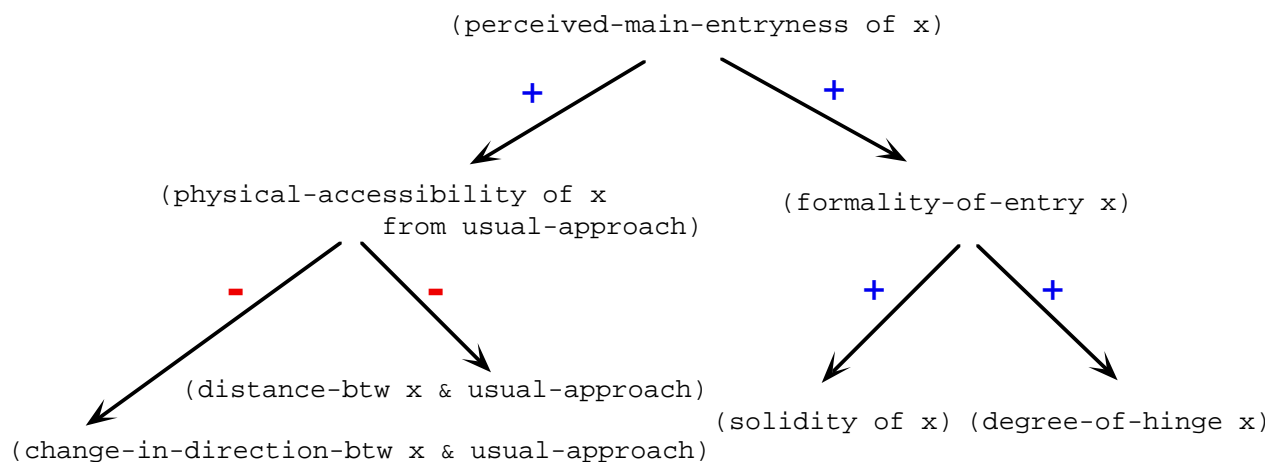 (perceived-main-entryness of x)
+
+
(physical-accessibility of x
from usual-approach)
(formality-of-entry x)
-
-
+
+
(distance-btw x & usual-approach)
(solidity of x) (degree-of-hinge x)
(change-in-direction-btw x & usual-approach)